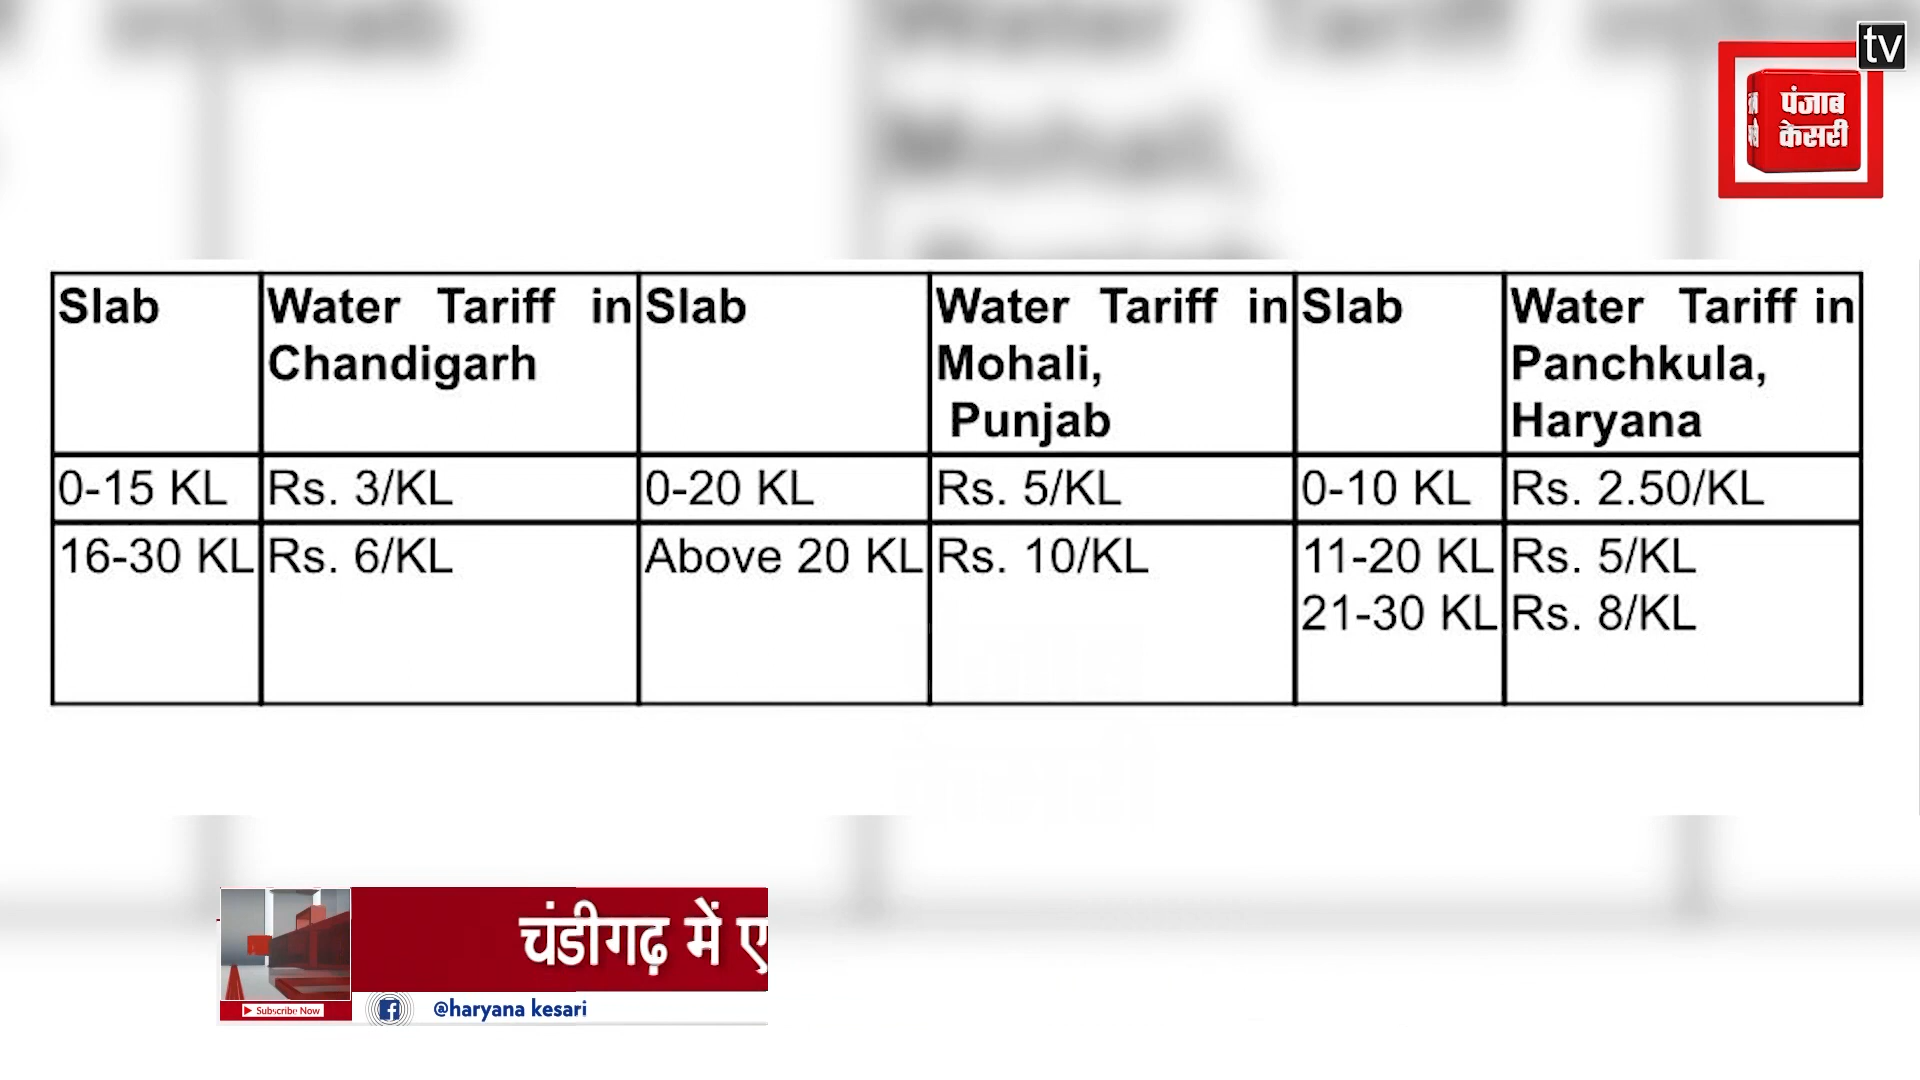 tv
पंजाब
केसरी
Slab
Water Tariff in
Chandigarh
Slab
Water Tariff in
Mohali,
Punjab
Slab
Water Tariff in
Panchkula,
Haryana
0-15 KL
Rs. 3/KL
0-20 KL
Rs. 5/KL
0-10 KL
Rs. 2.50/KL
16-30 KL
Rs. 6/KL
Above 20 KL
Rs. 10/KL
11-20 KL
21-30 KL
Rs. 5/KL
Rs. 8/KL
चंडीगढ़ में
Subscribe Now
@haryana kesari